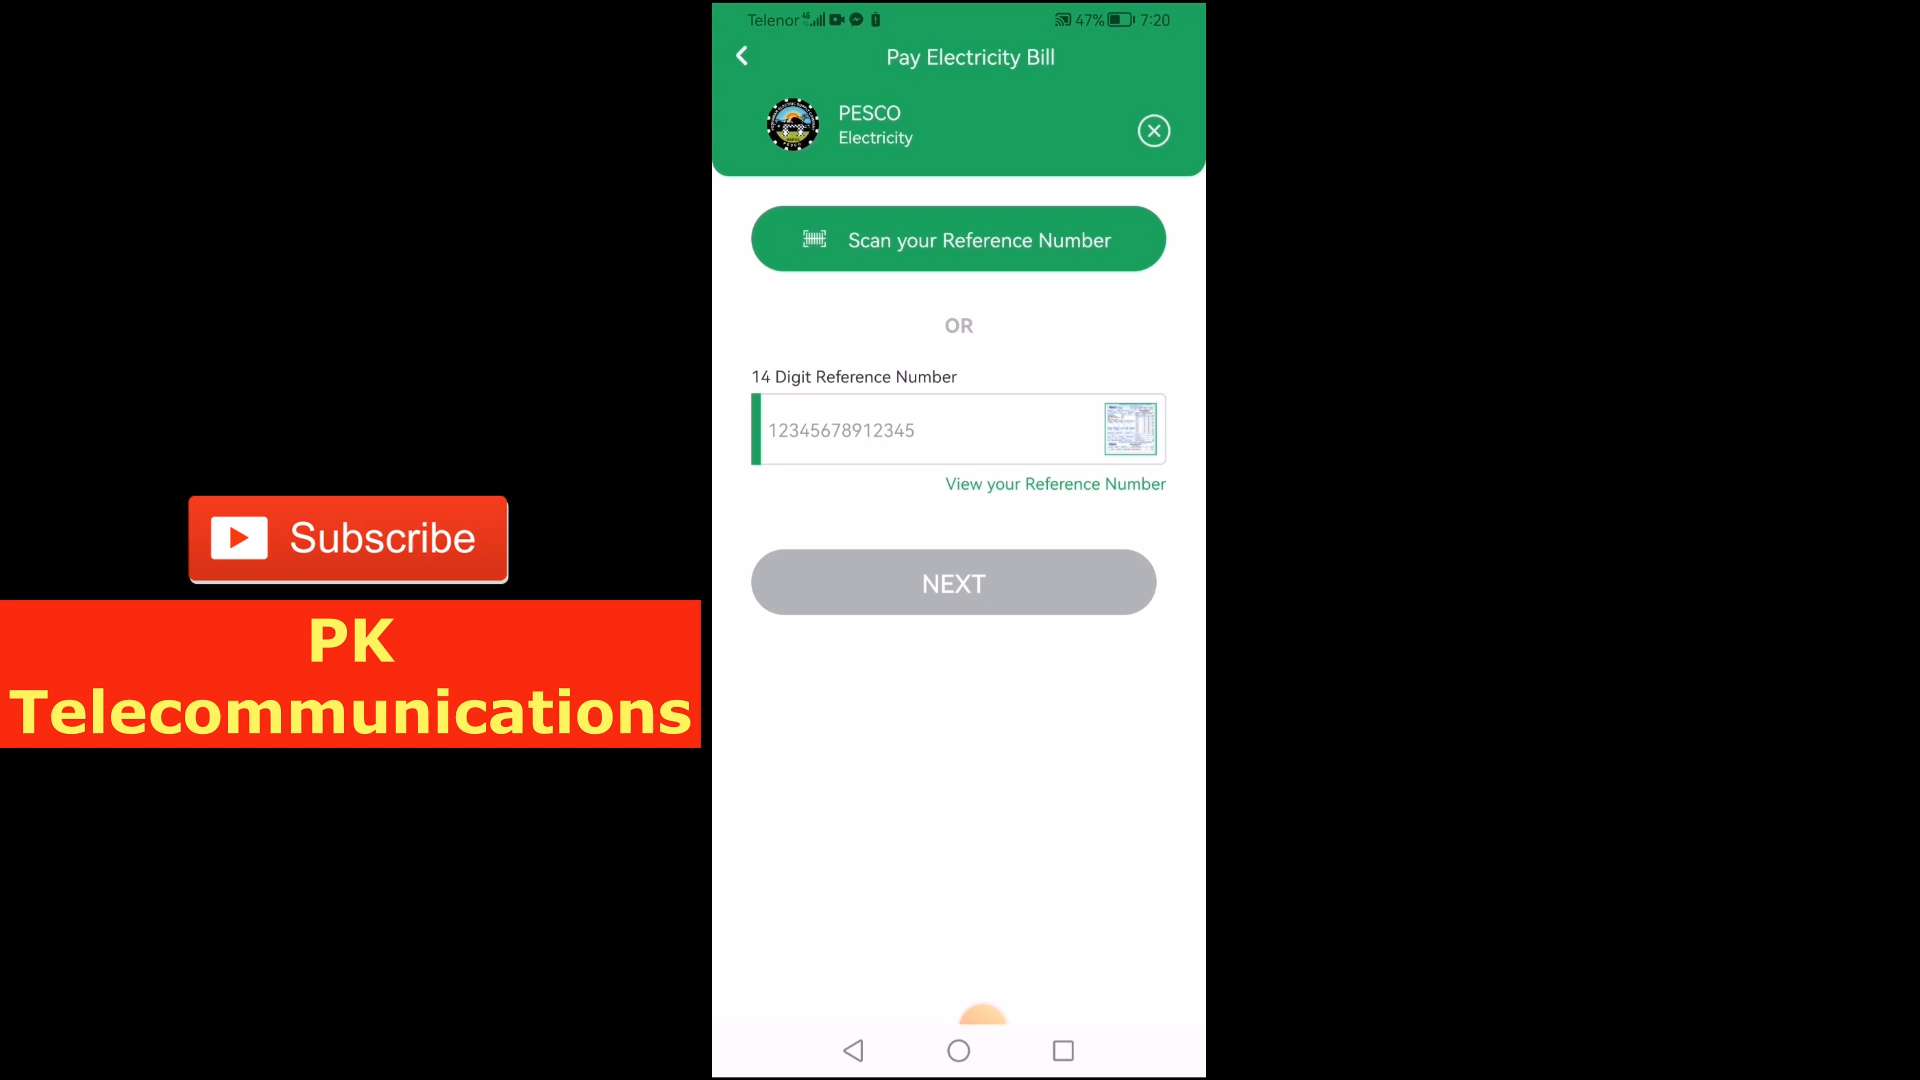 Telenor 4G 47% 7:20
Pay Electricity Bill
PESCO
Electricity
Scan your Reference Number
OR
14 Digit Reference Number
12345678912345
View your Reference Number
NEXT
Subscribe
PK
Telecommunications